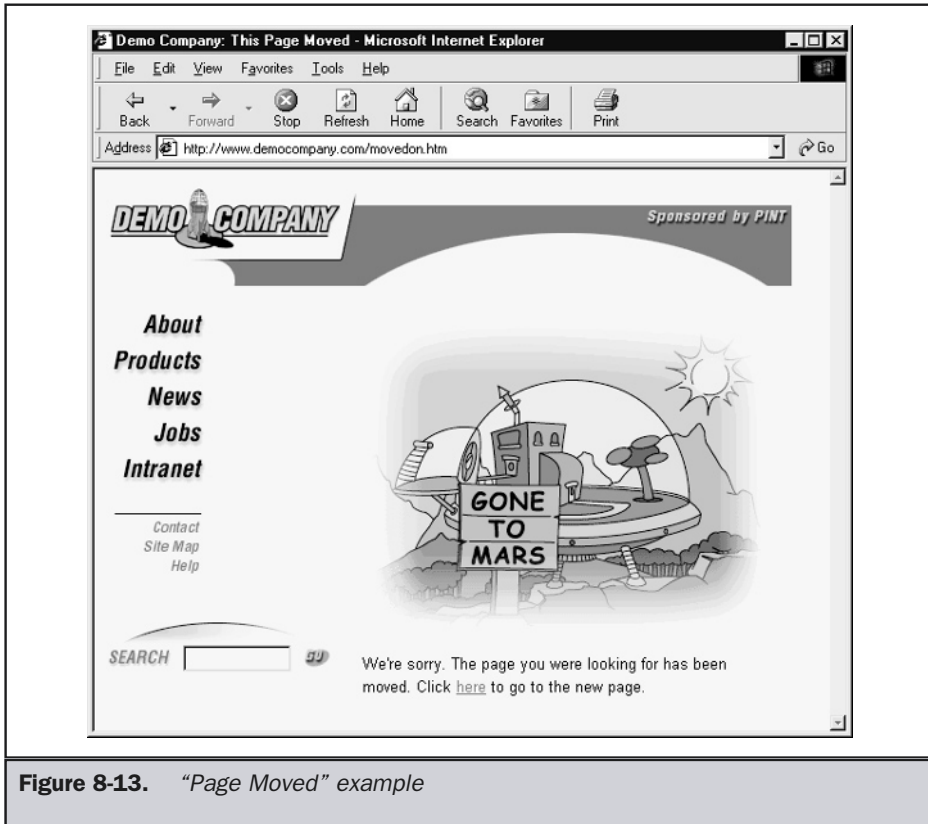 Demo Company: This Page Moved - Microsoft Internet Explorer
File Edit View Favorites Tools Help
Back Forward Stop Refresh Home Search Favorites Print
Address http://www.democompany.com/movedon.htm Go
DEMO COMPANY
Sponsored by PINT
About
Products
News
Jobs
Intranet
Contact
Site Map
Help
GONE
TO
MARS
SEARCH GO
We're sorry. The page you were looking for has been
moved. Click here to go to the new page.
Figure 8-13. “Page Moved” example